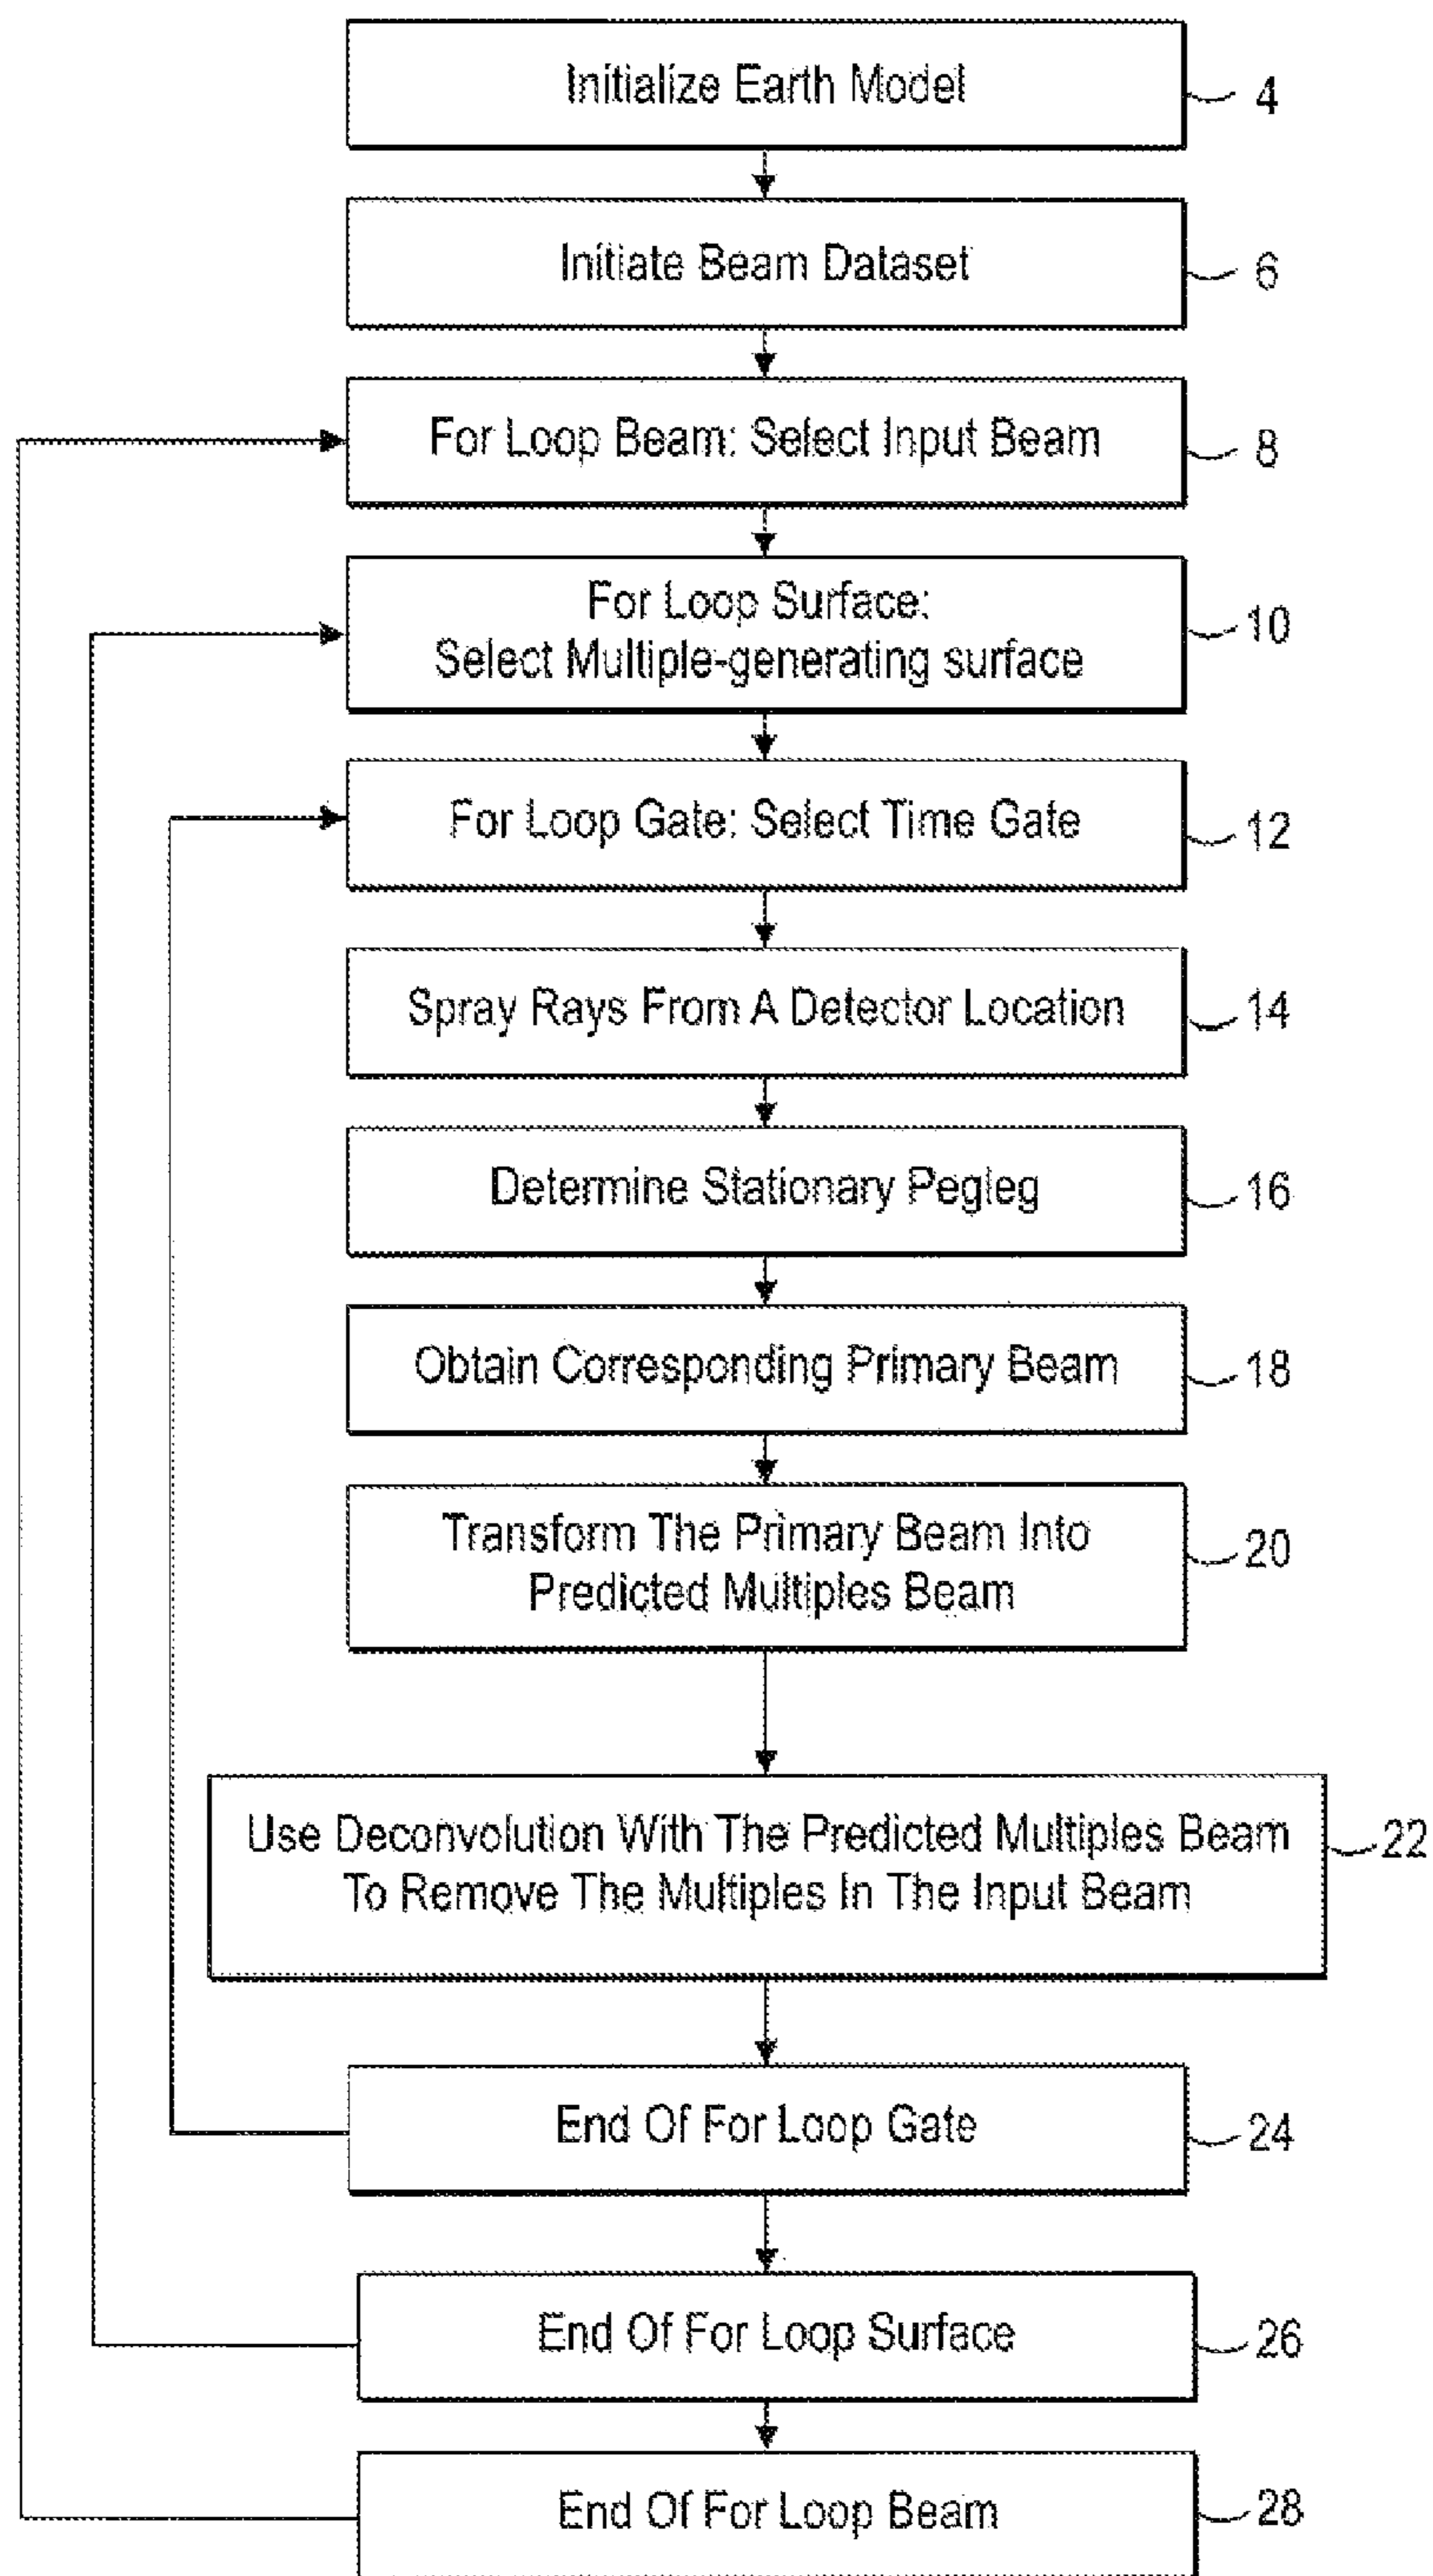 Initialize Earth Model
4
Initiate Beam Dataset
6
For Loop Beam: Select Input Beam
8
For Loop Surface:
Select Multiple-generating surface
10
For Loop Gate: Select Time Gate
12
Spray Rays From A Detector Location
14
Determine Stationary Pegleg
16
Obtain Corresponding Primary Beam
18
Transform The Primary Beam Into
Predicted Multiples Beam
20
Use Deconvolution With The Predicted Multiples Beam
To Remove The Multiples In The Input Beam
22
End Of For Loop Gate
24
End Of For Loop Surface
26
End Of For Loop Beam
28